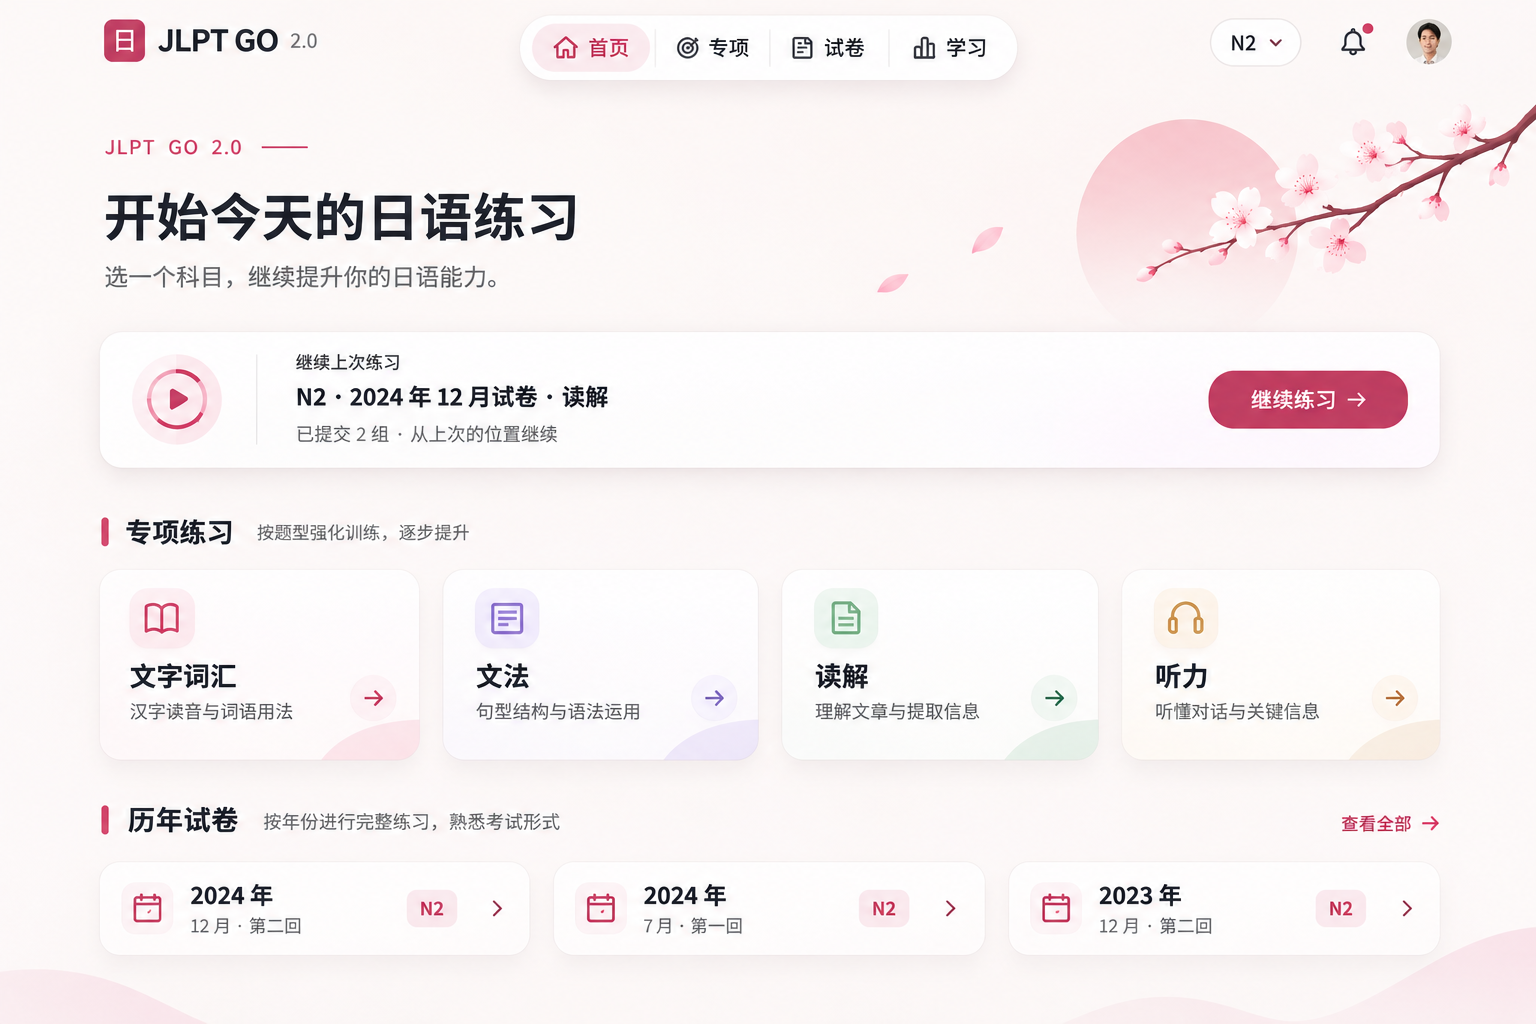 日 JLPT GO 2.0
首页 专项 试卷 学习
N2
JLPT GO 2.0
开始今天的日语练习
选一个科目，继续提升你的日语能力。
继续上次练习
N2 · 2024 年 12 月试卷 · 读解
已提交 2 组 · 从上次的位置继续
继续练习 →
专项练习 按题型强化训练，逐步提升
文字词汇
汉字读音与词语用法
文法
句型结构与语法运用
读解
理解文章与提取信息
听力
听懂对话与关键信息
历年试卷 按年份进行完整练习，熟悉考试形式
查看全部 →
2024 年
12 月 · 第二回
N2
2024 年
7 月 · 第一回
N2
2023 年
12 月 · 第二回
N2